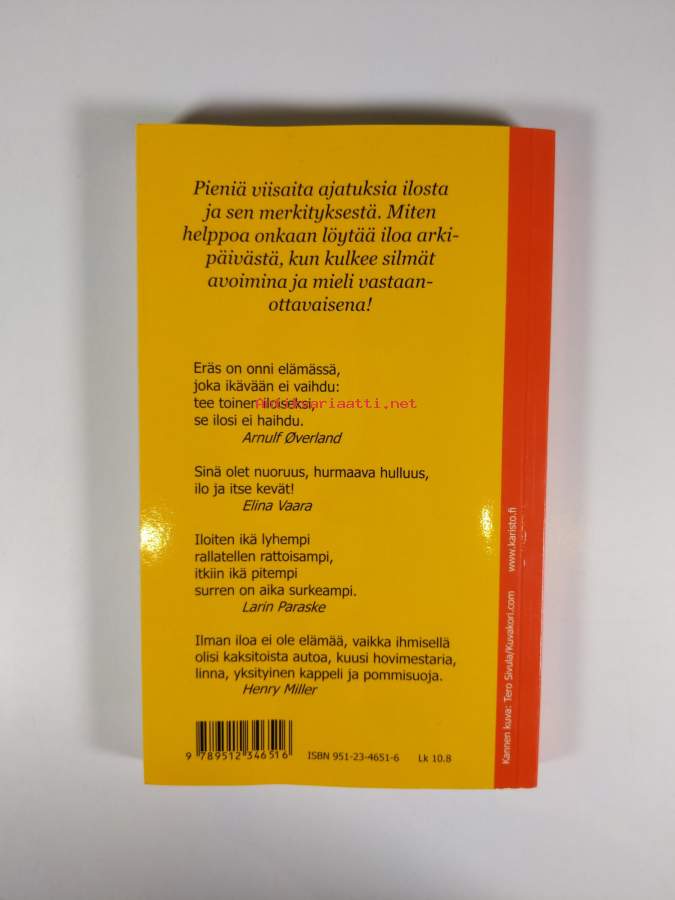 Pieniä viisaita ajatuksia ilosta
ja sen merkityksestä. Miten
helppoa onkaan löytää iloa arki-
päivästä, kun kulkee silmät
avoimina ja mieli vastaan-
ottavaisena!
Eräs on onni elämässä,
joka ikävään ei vaihdu:
tee toinen iloiseksi,
se ilosi ei haihdu.
Arnulf Øverland
Sinä olet nuoruus, hurmaava hulluus,
ilo ja itse kevät!
Elina Vaara
Iloiten ikä lyhempi
rallatellen rattoisampi,
itkiin ikä pitempi
surren on aika surkeampi.
Larin Paraske
Ilman iloa ei ole elämää, vaikka ihmisellä
olisi kaksitoista autoa, kuusi hovimestaria,
linna, yksityinen kappeli ja pommisuoja.
Henry Miller
9 789512 346516
ISBN 951-23-4651-6 Lk 10.8
Kannen kuva: Tero Sivula/Kuvakori.com www.karisto.fi
Antikvariaatti.net